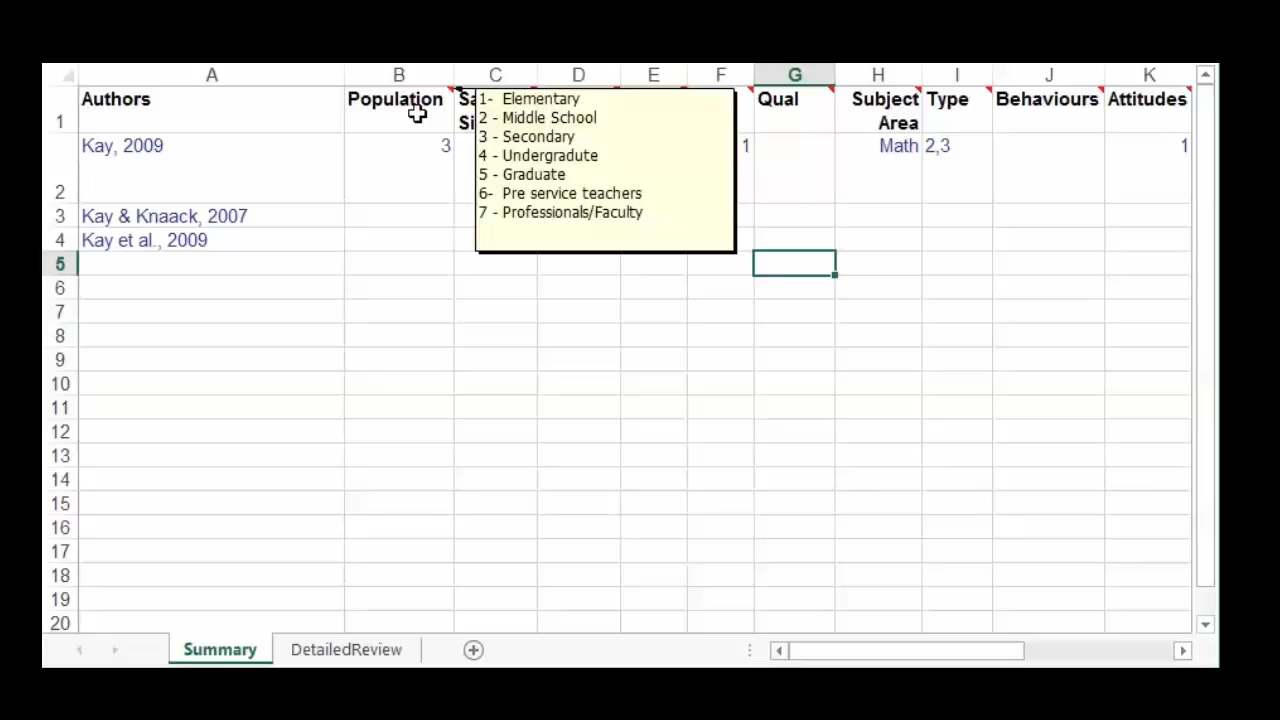 A B C D E F G H I J K
1 Authors Population Sa Si Qual Subject Area Type Behaviours Attitudes
1- Elementary
2 - Middle School
3 - Secondary
4 - Undergradute
5 - Graduate
6- Pre service teachers
7 - Professionals/Faculty
2 Kay, 2009 3 1 Math 2,3 1
3 Kay & Knaack, 2007
4 Kay et al., 2009
5
6
7
8
9
10
11
12
13
14
15
16
17
18
19
20
Summary DetailedReview